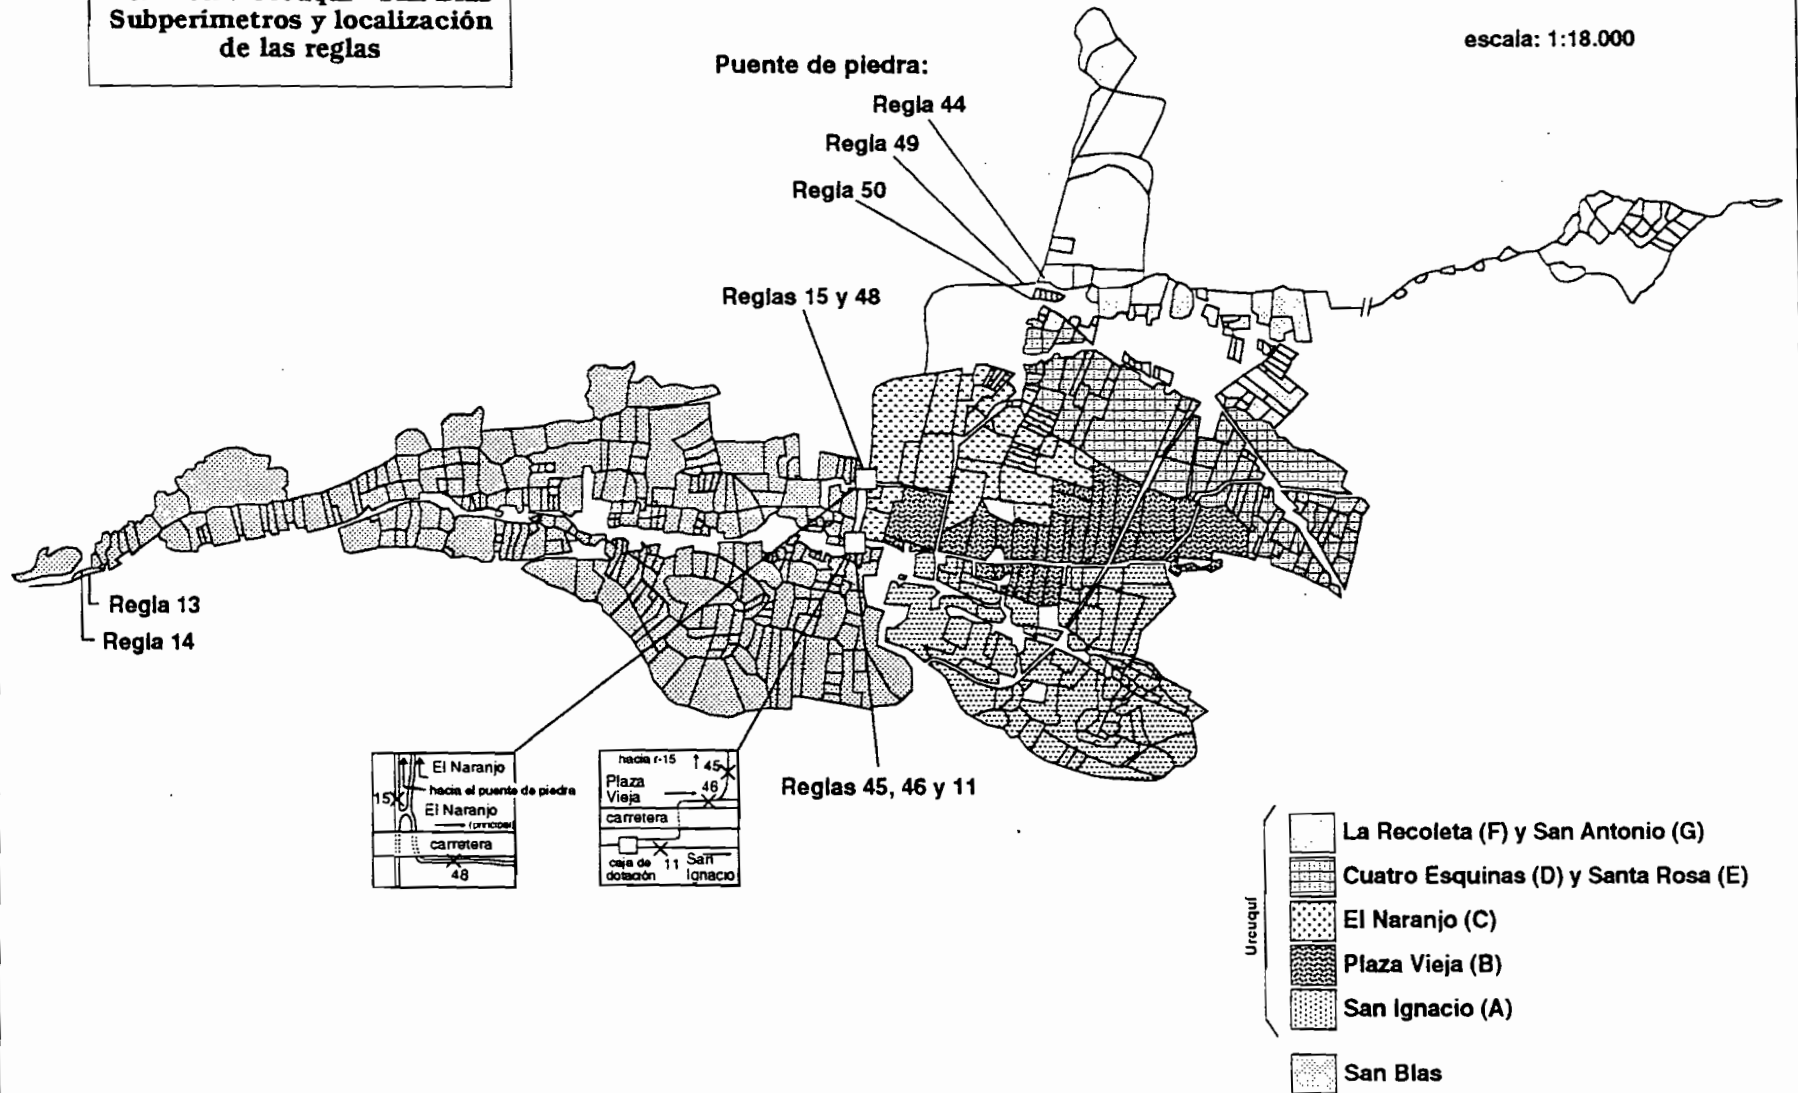 Subperímetros y localización
de las reglas
escala: 1:18.000
Puente de piedra:
Regla 44
Regla 49
Regla 50
Reglas 15 y 48
Regla 13
Regla 14
El Naranjo
hacia el puente de piedra
15
El Naranjo
(principal)
carretera
48
hacia r-15
45
Plaza
Vieja
46
carretera
caja de
dotación
11
San
Ignacio
Reglas 45, 46 y 11
Urcuquí
La Recoleta (F) y San Antonio (G)
Cuatro Esquinas (D) y Santa Rosa (E)
El Naranjo (C)
Plaza Vieja (B)
San Ignacio (A)
San Blas